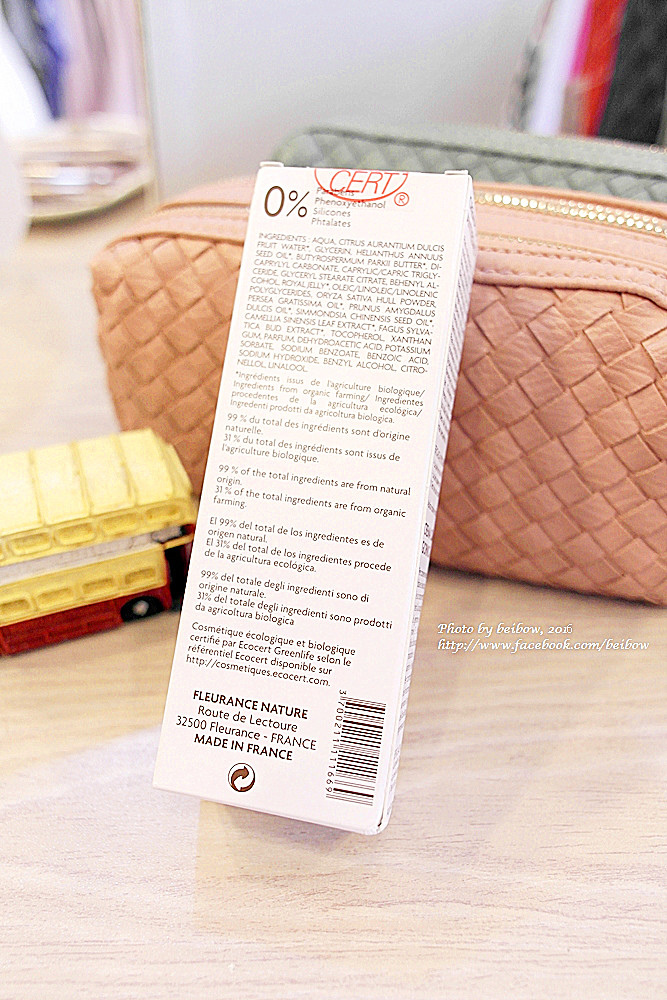 CERT
®
0%
Parabens
Phenoxyethanol
Silicones
Phtalates
INGREDIENTS : AQUA, CITRUS AURANTIUM DULCIS
FRUIT WATER*, GLYCERIN, HELIANTHUS ANNUUS
SEED OIL*, BUTYROSPERMUM PARKII BUTTER*, DI-
CAPRYLYL CARBONATE, CAPRYLIC/CAPRIC TRIGLY-
CERIDE, GLYCERYL STEARATE CITRATE, BEHENYL AL-
COHOL, ROYAL JELLY*, OLEIC/LINOLEIC/LINOLENIC
POLYGLYCERIDES, ORYZA SATIVA HULL POWDER,
PERSEA GRATISSIMA OIL*, PRUNUS AMYGDALUS
DULCIS OIL*, SIMMONDSIA CHINENSIS SEED OIL*,
CAMELLIA SINENSIS LEAF EXTRACT*, FAGUS SYLVA-
TICA BUD EXTRACT*, TOCOPHEROL, XANTHAN
GUM, PARFUM, DEHYDROACETIC ACID, POTASSIUM
SORBATE, SODIUM BENZOATE, BENZOIC ACID,
SODIUM HYDROXIDE, BENZYL ALCOHOL, CITRO-
NELLOL, LINALOOL.
*Ingrédients issus de l'agriculture biologique/
Ingredients from organic farming/ Ingredientes
procedentes de la agricultura ecológica/
Ingredienti prodotti da agricoltura biologica.
99 % du total des ingrédients sont d'origine
naturelle.
31 % du total des ingrédients sont issus de
l'agriculture biologique.
99 % of the total ingredients are from natural
origin.
31 % of the total ingredients are from organic
farming.
El 99% del total de los ingredientes es de
origen natural.
El 31% del total de los ingredientes procede
de la agricultura ecológica.
99% del totale degli ingredienti sono di
origine naturale.
31% del totale degli ingredienti sono prodotti
da agricoltura biologica
Cosmétique écologique et biologique
certifié par Ecocert Greenlife selon le
référentiel Ecocert disponible sur
http://cosmetiques.ecocert.com.
FLEURANCE NATURE
Route de Lectoure
32500 Fleurance - FRANCE
MADE IN FRANCE
3 700211 111669
Photo by beibow, 2016
http://www.facebook.com/beibow